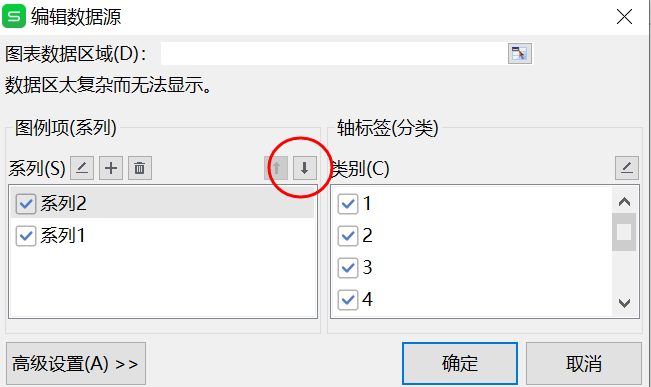 编辑数据源
图表数据区域(D):
数据区太复杂而无法显示。
图例项(系列)
系列(S)
系列2
系列1
轴标签(分类)
类别(C)
1
2
3
4
高级设置(A) >>
确定
取消